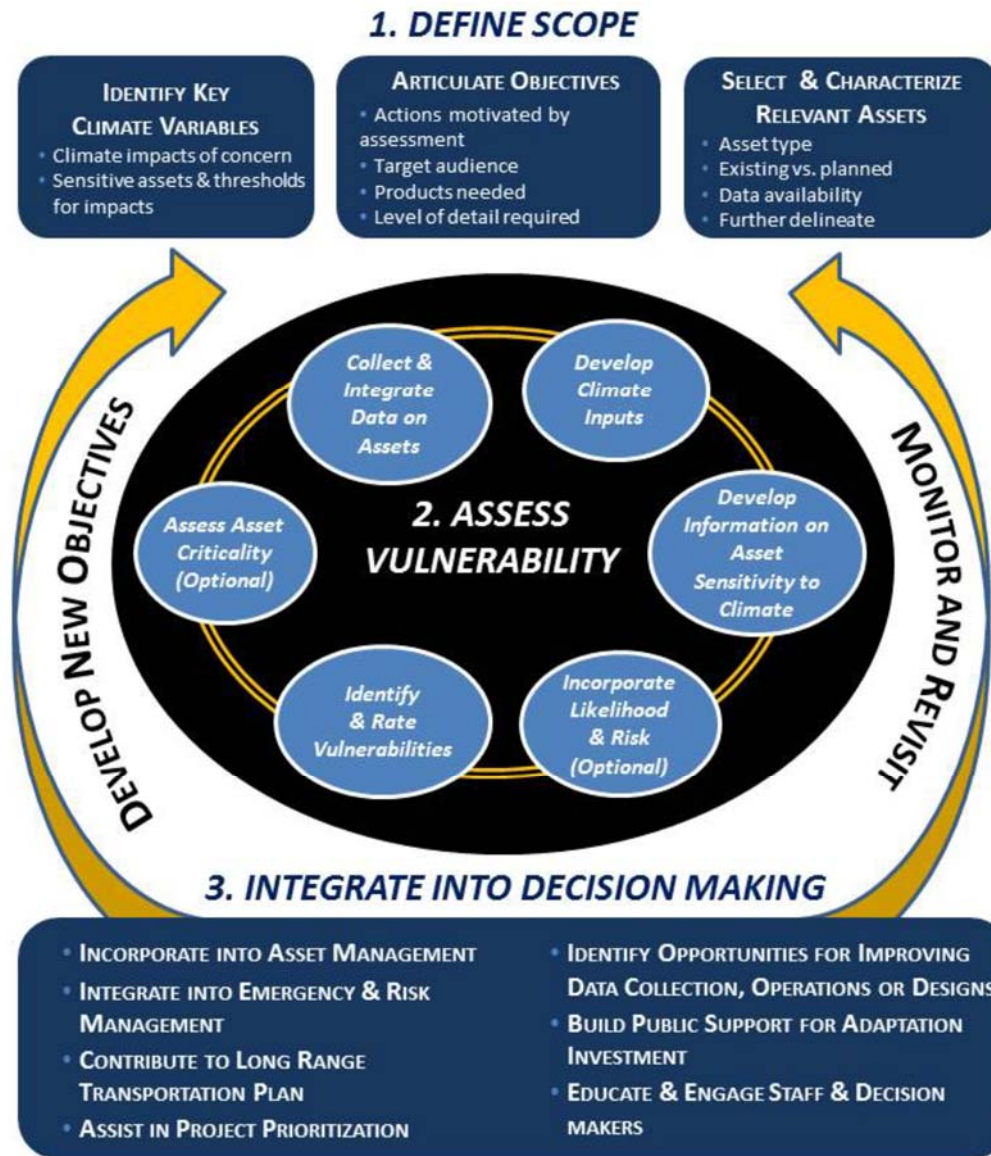 1. DEFINE SCOPE
IDENTIFY KEY
CLIMATE VARIABLES
• Climate impacts of concern
• Sensitive assets & thresholds
for impacts
ARTICULATE OBJECTIVES
• Actions motivated by
assessment
• Target audience
• Products needed
• Level of detail required
SELECT & CHARACTERIZE
RELEVANT ASSETS
• Asset type
• Existing vs. planned
• Data availability
• Further delineate
DEVELOP NEW OBJECTIVES
MONITOR AND REVISIT
2. ASSESS
VULNERABILITY
Collect &
Integrate
Data on
Assets
Develop
Climate
Inputs
Develop
Information on
Asset
Sensitivity to
Climate
Incorporate
Likelihood
& Risk
(Optional)
Identify
& Rate
Vulnerabilities
Assess Asset
Criticality
(Optional)
3. INTEGRATE INTO DECISION MAKING
• INCORPORATE INTO ASSET MANAGEMENT
• INTEGRATE INTO EMERGENCY & RISK
MANAGEMENT
• CONTRIBUTE TO LONG RANGE
TRANSPORTATION PLAN
• ASSIST IN PROJECT PRIORITIZATION
• IDENTIFY OPPORTUNITIES FOR IMPROVING
DATA COLLECTION, OPERATIONS OR DESIGNS
• BUILD PUBLIC SUPPORT FOR ADAPTATION
INVESTMENT
• EDUCATE & ENGAGE STAFF & DECISION
MAKERS